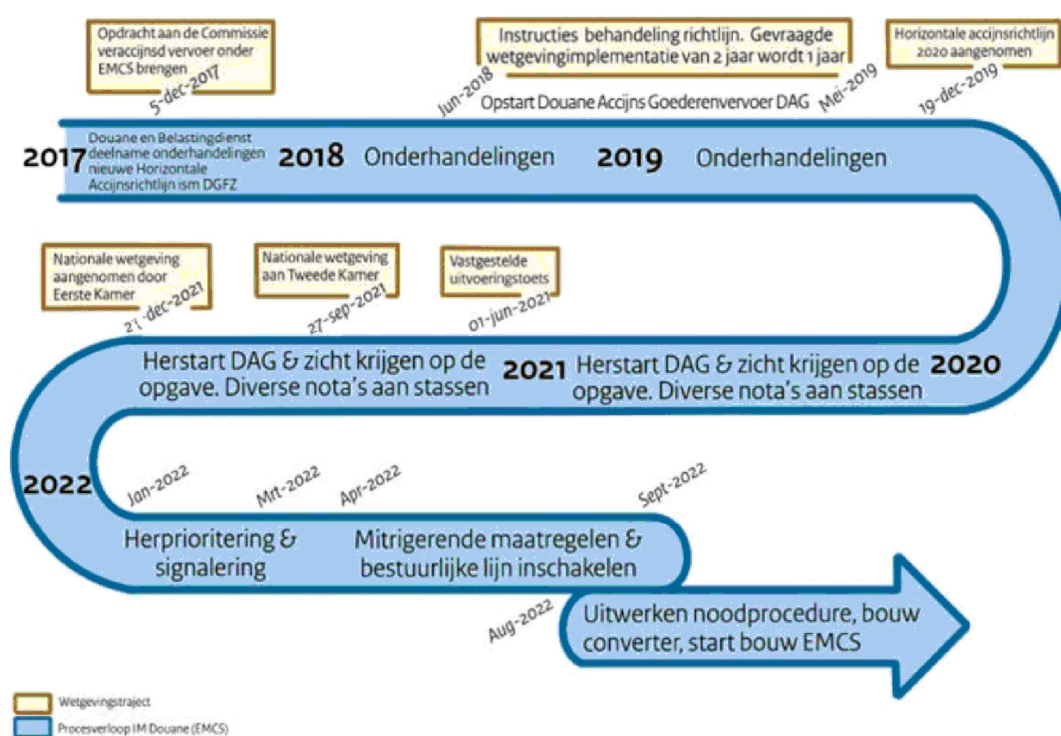 Opdracht aan de Commissie
veraccijnsd vervoer onder
EMCS brengen
5-dec-2017
Instructies behandeling richtlijn. Gevraagde
wetgevingimplementatie van 2 jaar wordt 1 jaar
Jun-2018
Opstart Douane Accijns Goederenvervoer DAG
Mei-2019
Horizontale accijnsrichtlijn
2020 aangenomen
19-dec-2019
2017
Douane en Belastingdienst
deelname onderhandelingen
nieuwe Horizontale
Accijnsrichtlijn ism DGFZ
2018
Onderhandelingen
2019
Onderhandelingen
Nationale wetgeving
aangenomen door
Eerste Kamer
-dec-2021
Nationale wetgeving
aan Tweede Kamer
27-sep-2021
Vastgestelde
uitvoeringstoets
01-jun-2021
Herstart DAG & zicht krijgen op de
opgave. Diverse nota's aan stassen
2021
Herstart DAG & zicht krijgen op de
opgave. Diverse nota's aan stassen
2020
2022
Jan-2022
Mrt-2022
Apr-2022
Sept-2022
Herprioritering &
signalering
Mitrigerende maatregelen &
bestuurlijke lijn inschakelen
Aug-2022
Uitwerken noodprocedure, bouw
converter, start bouw EMCS
Wetgevingstraject
Procesverloop IM Douane (EMCS)